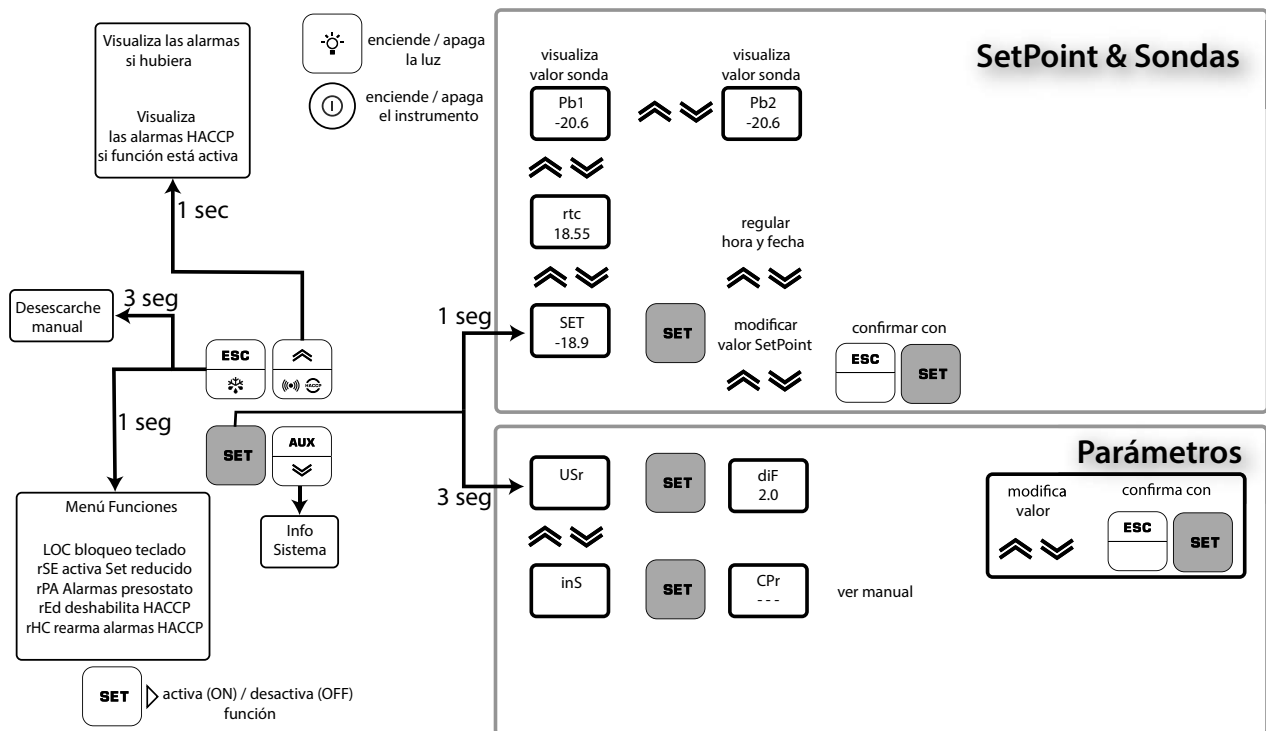 Visualiza las alarmas
si hubiera
Visualiza
las alarmas HACCP
si función está activa
enciende / apaga
la luz
enciende / apaga
el instrumento
1 sec
3 seg
Desescarche
manual
ESC
HACCP
1 seg
SET
AUX
Menú Funciones
LOC bloqueo teclado
rSE activa Set reducido
rPA Alarmas presostato
rEd deshabilita HACCP
rHC rearma alarmas HACCP
Info
Sistema
SET
activa (ON) / desactiva (OFF)
función
1 seg
3 seg
SetPoint & Sondas
visualiza
valor sonda
Pb1
-20.6
visualiza
valor sonda
Pb2
-20.6
rtc
18.55
regular
hora y fecha
SET
-18.9
SET
modificar
valor SetPoint
confirmar con
ESC
SET
Parámetros
USr
SET
diF
2.0
inS
SET
CPr
- - -
ver manual
modifica
valor
confirma con
ESC
SET